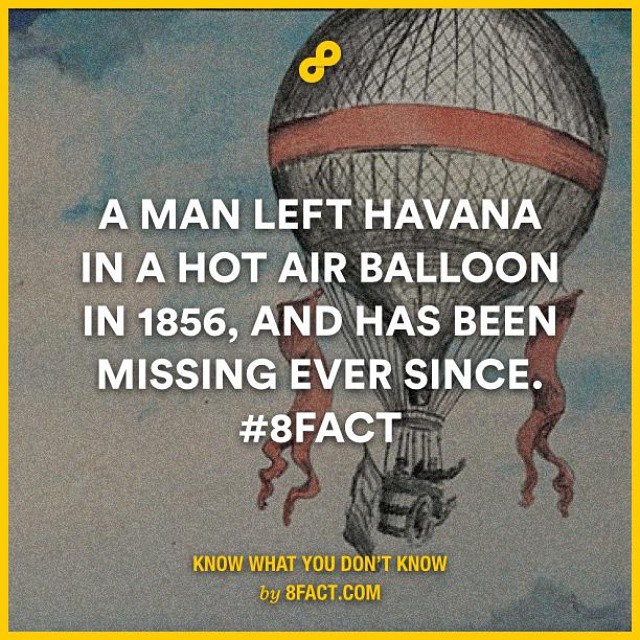 A MAN LEFT HAVANA
IN A HOT AIR BALLOON
IN 1856, AND HAS BEEN
MISSING EVER SINCE.
#8FACT
KNOW WHAT YOU DON'T KNOW
by 8FACT.COM